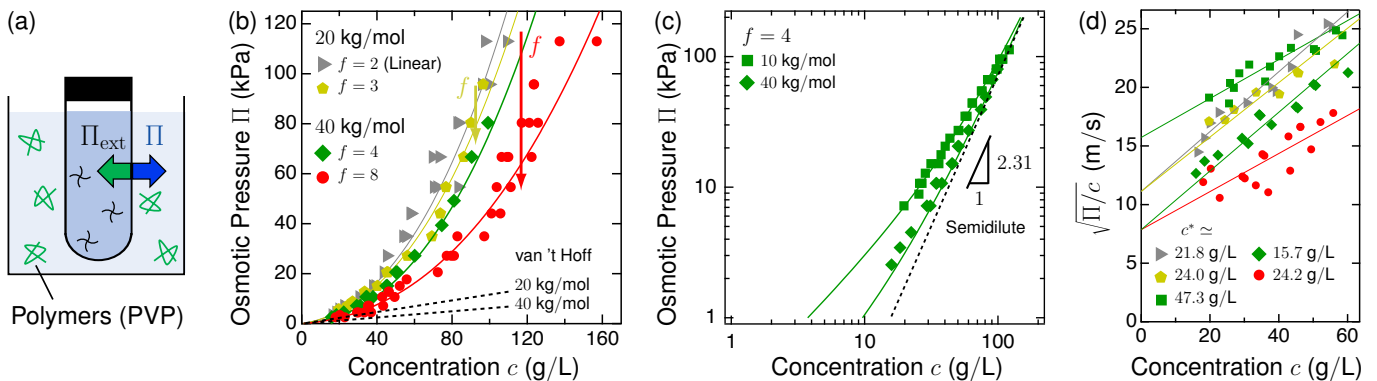 (a)
Π_ext
Π
Polymers (PVP)
(b)
Osmotic Pressure Π (kPa)
120
100
80
60
40
20
0
20 kg/mol
f = 2 (Linear)
f = 3
40 kg/mol
f = 4
f = 8
f
f
van 't Hoff
20 kg/mol
40 kg/mol
0
40
80
120
160
Concentration c (g/L)
(c)
Osmotic Pressure Π (kPa)
100
10
1
f = 4
10 kg/mol
40 kg/mol
2.31
1
Semidilute
1
10
100
Concentration c (g/L)
(d)
√Π/c (m/s)
25
20
15
10
5
0
c* ≃
21.8 g/L
24.0 g/L
47.3 g/L
15.7 g/L
24.2 g/L
0
20
40
60
Concentration c (g/L)